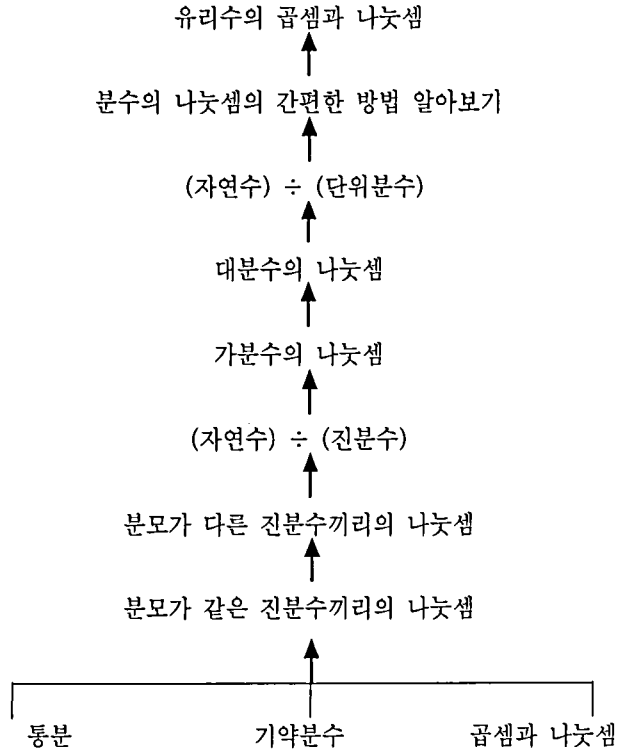 유리수의 곱셈과 나눗셈
분수의 나눗셈의 간편한 방법 알아보기
(자연수) ÷ (단위분수)
대분수의 나눗셈
가분수의 나눗셈
(자연수) ÷ (진분수)
분모가 다른 진분수끼리의 나눗셈
분모가 같은 진분수끼리의 나눗셈
통분 기약분수 곱셈과 나눗셈